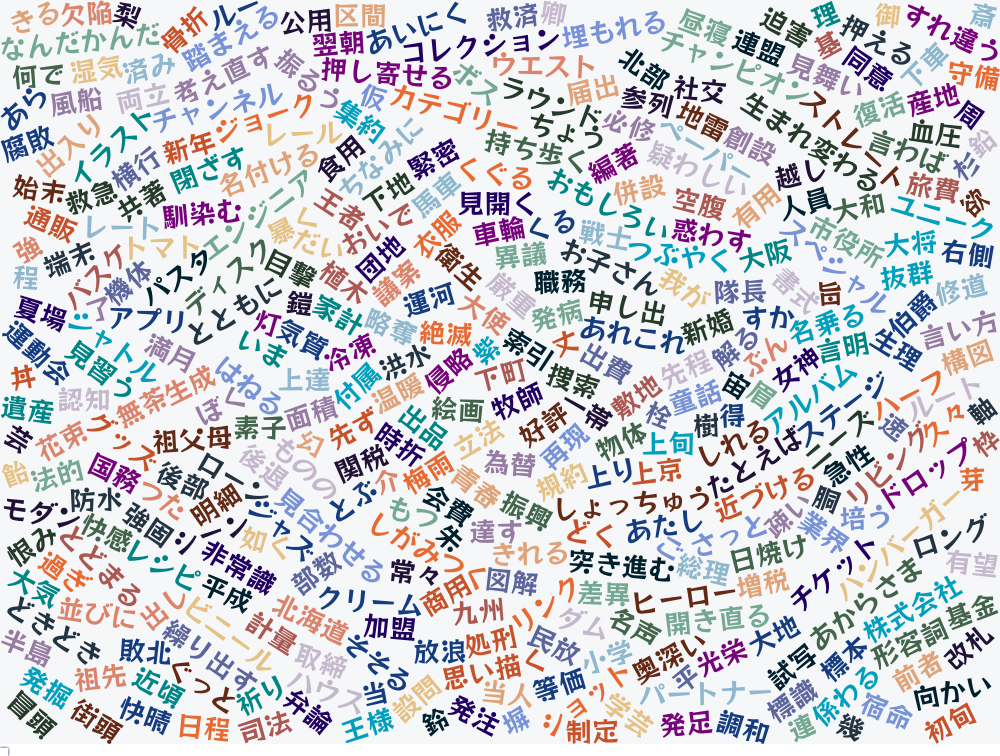 きる
欠陥
梨
骨折
ルー
公用
区間
あいにく
救済
卿
埋もれる
昼寝
迫害
理
押える
御
すれ違う
斎
なんだかんだ
踏まえる
翌朝
コレクション
チャンピオン
連盟
基
同意
下車
守備
何で
湿気
済み
考え直す
振るう
押し寄せる
ボス
ウエスト
北部
社交
見舞い
復活
産地
周
あら
風船
両立
チャンネル
仮
カテゴリー
ラウンド
届出
参列
地雷
創設
生まれ変わる
ストレート
言わば
血圧
鉛
腐敗
出入り
イラスト
新年
ジョーク
レール
集約
ちなみに
持ち歩く
ちょう
必修
ペーパー
疑わしい
編著
越し
だ
始末
救急
横行
共著
閉ざす
名付ける
食用
下地
緊密
くぐる
おもしろい
併設
空腹
有用
人員
大和
旅費
欲
通販
レート
馴染む
エンジニア
王者
おいで
馬車
見開く
車輪
くる
戦士
惑わす
つぶやく
大阪
スペシャル
市役所
大将
ユニーク
右側
強
程
端末
バスケ
トマト
暴く
だい
団地
衣服
衛生
異議
お子さん
職務
我が
隊長
書式
旨
抜群
修道
機体
パスタ
ディスク
目撃
植木
講策
運河
厳重
申し出
発病
夏場
ジャトル
アプリ
ととともに
鎧
家計
略奪
絶滅
大使
索引
丈
あれこれ
新婚
すか
名乗る
伯爵
言い方
運動会
見習う
満月
灯
いま
気質
冷凍
洪水
侵略
紫
下町
捜索
出費
先程
解る
ぶん
女神
言明
生理
構図
丼
遺産
認知
無茶
生成
はねる
上達
付属
温暖
絵画
牧師
一帯
敷地
童話
宙
眉
アルバム
ステージ
ハーフ
ルート
軸
芸
花束
グッズ
祖父母
ぼく
素子
面積
匂
先ず
出品
時折
立法
好評
再現
物体
栓
上旬
樹
得
しれる
たとえば
ニーズ
速
グ
久々
枠
飴
法的
国務
後部
ローン
後退
ものの
関税
介
梅雨
青春
為替
規約
上り
上京
近づける
急性
リビング
ドロップ
芽
モダン
防水
つた
明細
ジャズ
見合わせる
とぶ
会費
もつ
振興
しょっちゅう
胴
恨み
快感
強固
レシピ
非常識
如く
部数
しがみつく
未
達す
きれる
どく
あたし
さっと
疎い
業界
培う
ハンバーガー
ロング
過ぎ
とどまる
平成
クリーム
常々
商用
図解
突き進む
総理
日焼け
チケット
有望
大気
並びに
ビニール
北海道
計量
加盟
九州
リング
差異
ヒーロー
増税
あからさま
株式会社
どきどき
半島
繰り出す
取締
そそる
放浪
処刑
民放
ダム
名声
開き直る
大地
形容詞
基金
敗北
ぐっと
祈り
ハウス
当る
思い描く
小学
奥深い
光栄
平
試写
標本
前者
改札
発掘
祖先
近頃
弁論
設問
当人
等価
ショット
パートナー
標識
係わる
宿命
向かい
冒頭
街頭
快晴
日程
司法
王様
鈴
発注
塀
制定
学芸
発足
調和
連
幾
初旬